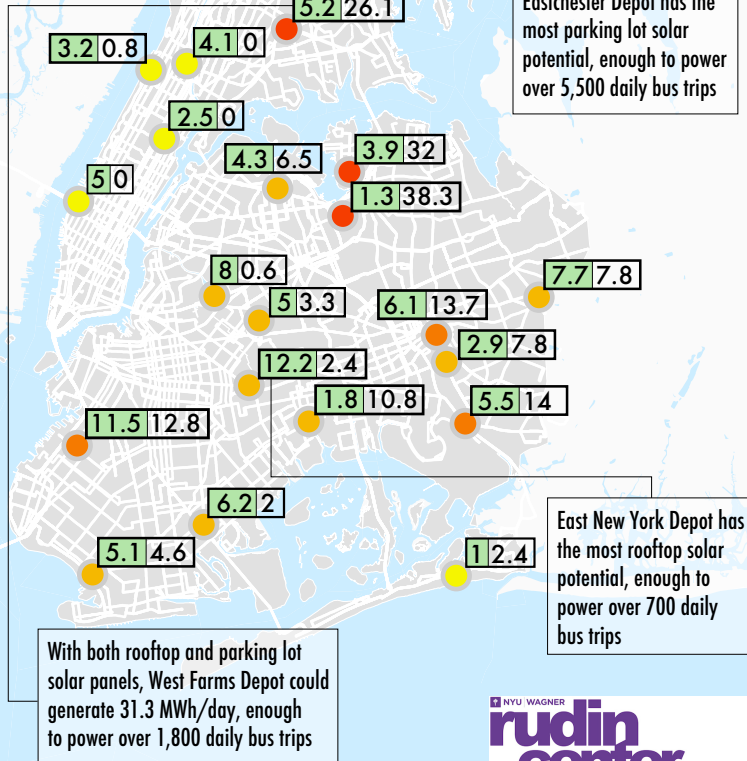 5.2 26.1
Eastchester Depot has the
most parking lot solar
potential, enough to power
over 5,500 daily bus trips
3.2 0.8
4.1 0
2.5 0
4.3 6.5
3.9 32
5 0
1.3 38.3
8 0.6
7.7 7.8
5 3.3
6.1 13.7
2.9 7.8
12.2 2.4
1.8 10.8
5.5 14
11.5 12.8
6.2 2
5.1 4.6
1 2.4
East New York Depot has
the most rooftop solar
potential, enough to
power over 700 daily
bus trips
With both rooftop and parking lot
solar panels, West Farms Depot could
generate 31.3 MWh/day, enough
to power over 1,800 daily bus trips
NYU WAGNER
rudin
center